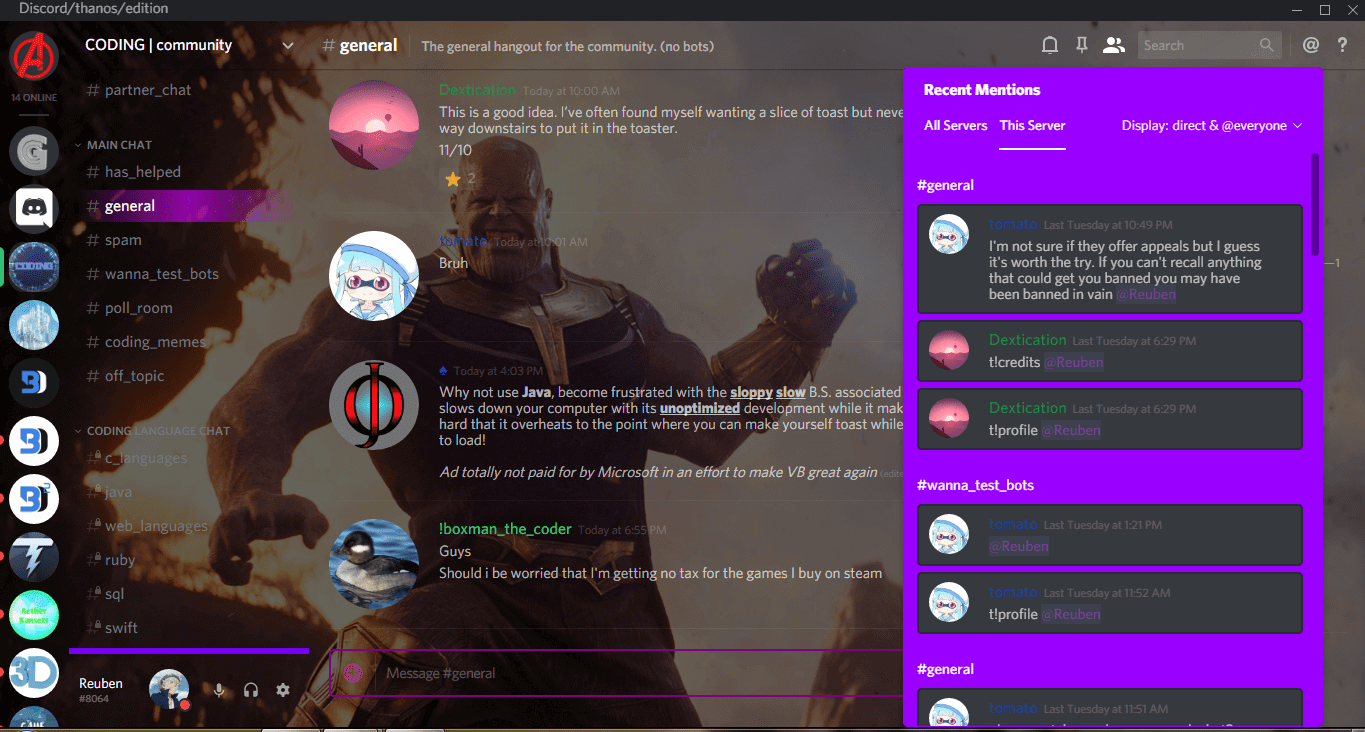 Discord/thanos/edition
14 ONLINE
CODING
Aether
3D
GAME
CODING | community
# partner_chat
MAIN CHAT
# has_helped
# general
# spam
# wanna_test_bots
# poll_room
# coding_memes
# off_topic
CODING LANGUAGE CHAT
# c_languages
# java
# web_languages
# ruby
# sql
# swift
Reuben
#8064
# general
The general hangout for the community. (no bots)
Search
@
?
Dextication Today at 10:00 AM
This is a good idea. I've often found myself wanting a slice of toast but neve
way downstairs to put it in the toaster.
11/10
2
tomato Today at 10:01 AM
Bruh
♠ Today at 4:03 PM
Why not use Java, become frustrated with the sloppy slow B.S. associated
slows down your computer with its unoptimized development while it mak
hard that it overheats to the point where you can make yourself toast while
to load!
Ad totally not paid for by Microsoft in an effort to make VB great again (edite
!boxman_the_coder Today at 6:55 PM
Guys
Should i be worried that I'm getting no tax for the games I buy on steam
Message #general
Recent Mentions
All Servers This Server Display: direct & @everyone
#general
tomato Last Tuesday at 10:49 PM
I'm not sure if they offer appeals but I guess
it's worth the try. If you can't recall anything
that could get you banned you may have
been banned in vain @Reuben
Dextication Last Tuesday at 6:29 PM
t!credits @Reuben
Dextication Last Tuesday at 6:29 PM
t!profile @Reuben
#wanna_test_bots
tomato Last Tuesday at 1:21 PM
@Reuben
tomato Last Tuesday at 11:52 AM
t!profile @Reuben
#general
tomato Last Tuesday at 11:51 AM
—1